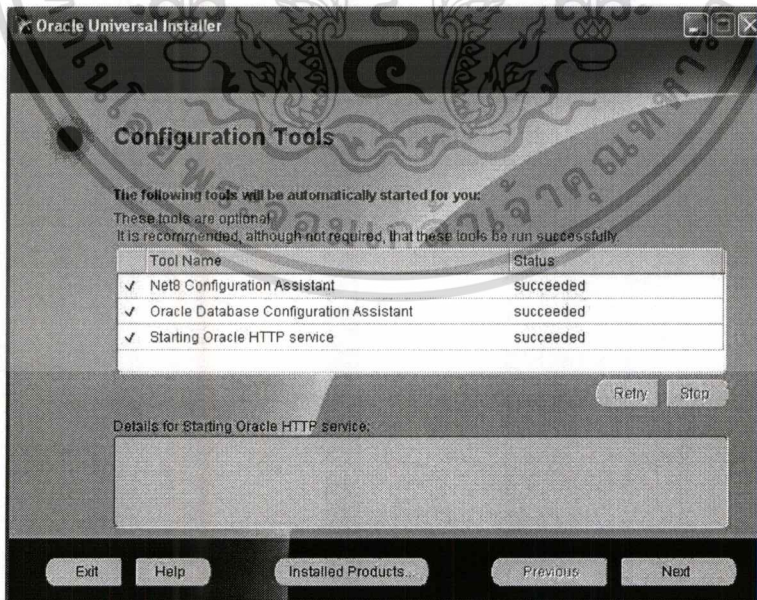 Oracle Universal Installer
Configuration Tools
The following tools will be automatically started for you:
These tools are optional.
It is recommended, although not required, that these tools be run successfully.
Tool Name Status
Net8 Configuration Assistant succeeded
Oracle Database Configuration Assistant succeeded
Starting Oracle HTTP service succeeded
Retry Stop
Details for Starting Oracle HTTP service:
Exit Help Installed Products... Previous Next